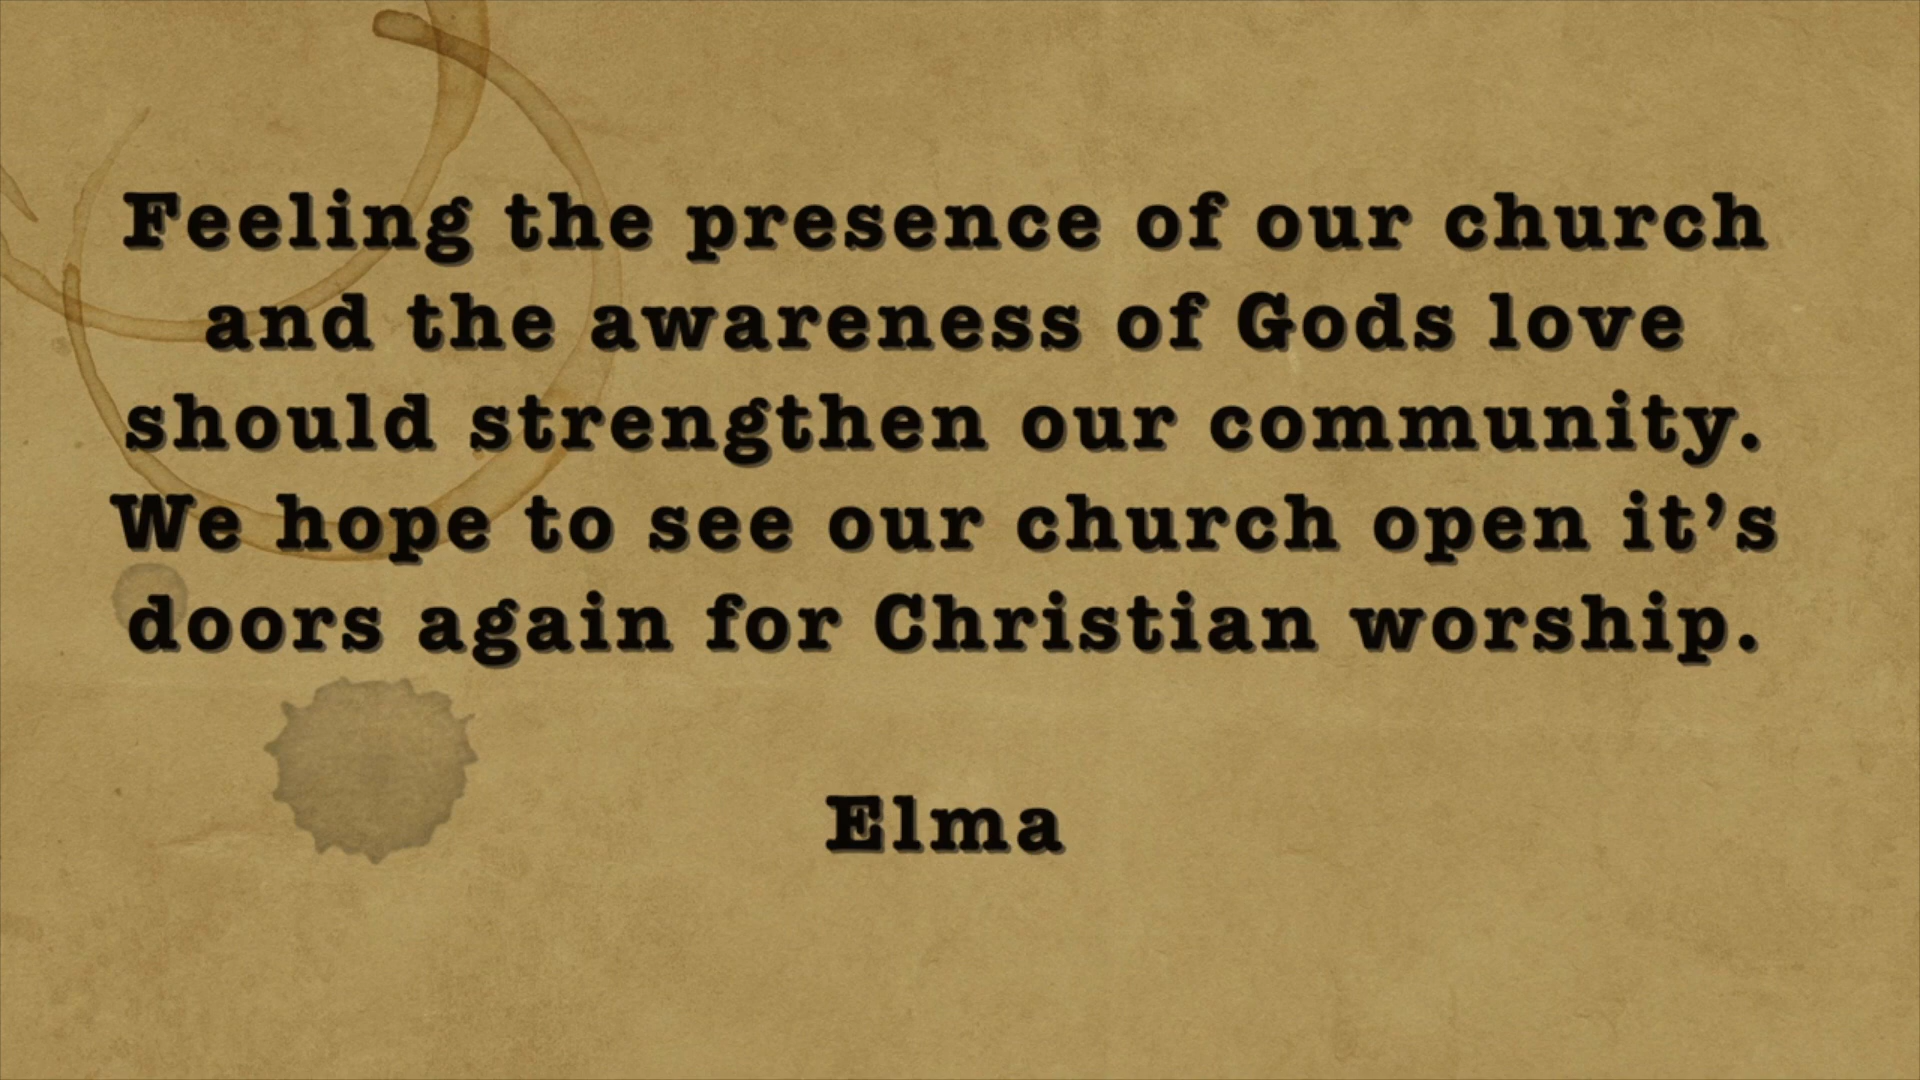 Feeling the presence of our church
and the awareness of Gods love
should strengthen our community.
We hope to see our church open it’s
doors again for Christian worship.
Elma